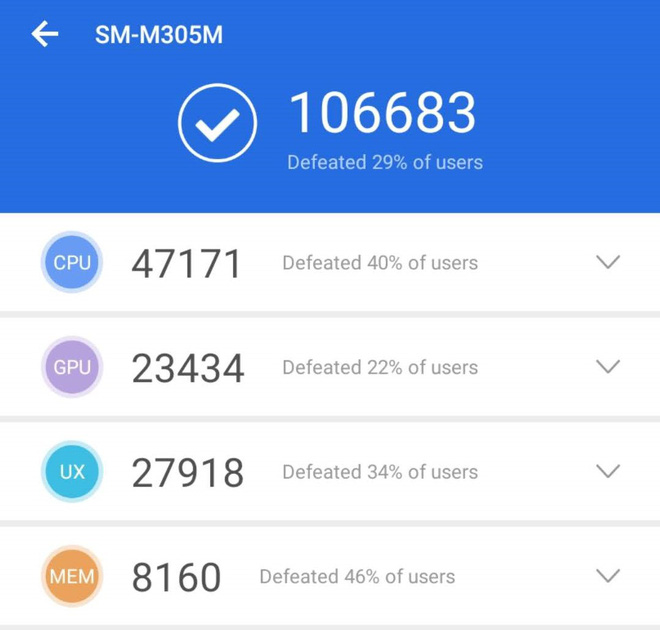 SM-M305M
106683
Defeated 29% of users
CPU 47171 Defeated 40% of users
GPU 23434 Defeated 22% of users
UX 27918 Defeated 34% of users
MEM 8160 Defeated 46% of users